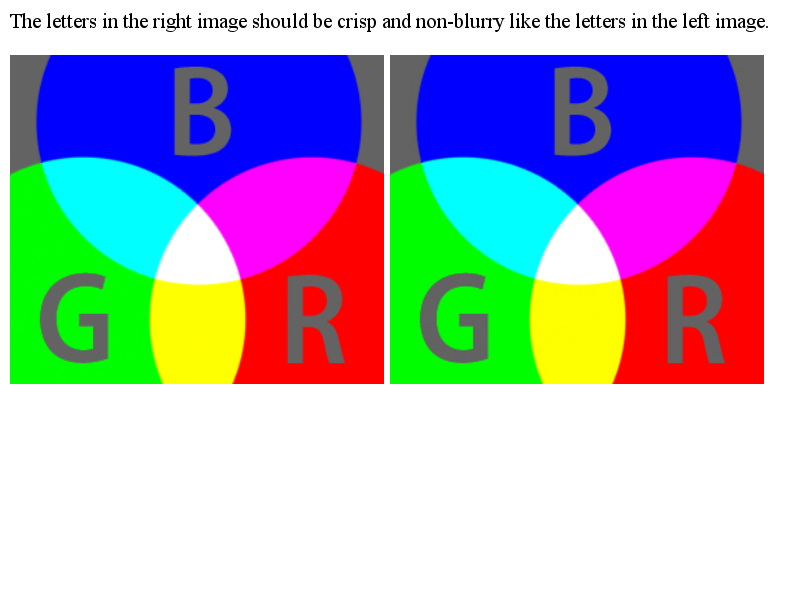 The letters in the right image should be crisp and non-blurry like the letters in the left image.
B B
G R G R